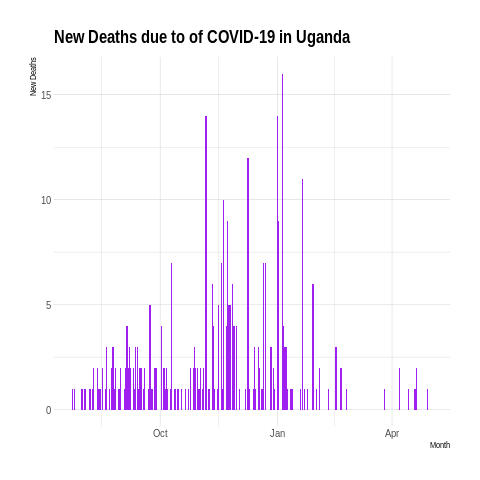 New Deaths due to of COVID-19 in Uganda
New Deaths
15
10
5
0
Oct
Jan
Apr
Month